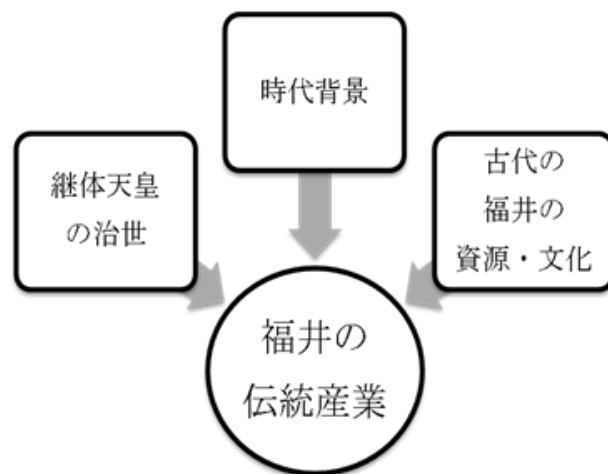 時代背景
継体天皇
の治世
古代の
福井の
資源・文化
福井の
伝統産業